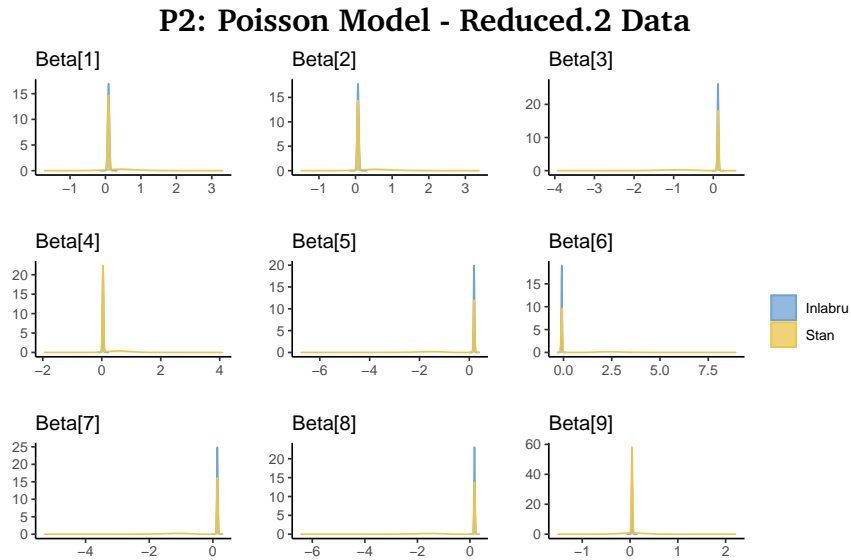 P2: Poisson Model - Reduced.2 Data
Beta[1] Beta[2] Beta[3]
15
10
5
0
−1 0 1 2 3
15
10
5
0
−1 0 1 2 3
20
10
0
−4 −3 −2 −1 0
Beta[4] Beta[5] Beta[6]
20
15
10
5
0
−2 0 2 4
20
15
10
5
0
−6 −4 −2 0
15
10
5
0
0.0 2.5 5.0 7.5
Inlabru
Stan
Beta[7] Beta[8] Beta[9]
25
20
15
10
5
0
−4 −2 0
20
15
10
5
0
−6 −4 −2 0
60
40
20
0
−1 0 1 2